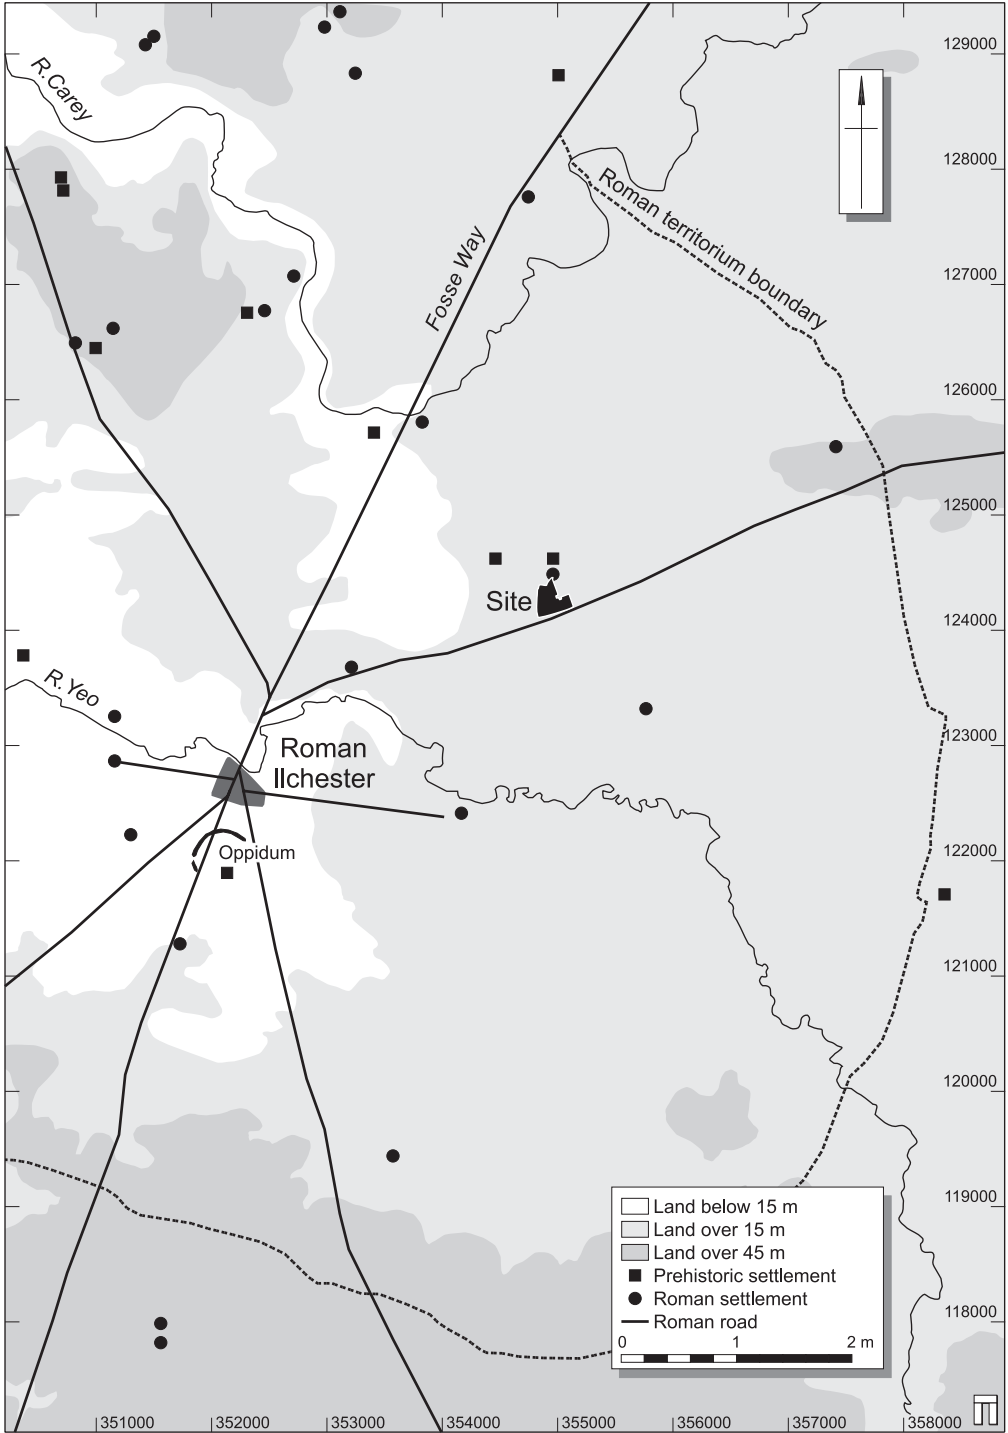 129000
R.Carey
128000
Roman territorium boundary
Fosse Way
127000
126000
125000
Site
124000
R.Yeo
Roman
Ilchester
123000
Oppidum
122000
121000
120000
119000
Land below 15 m
Land over 15 m
Land over 45 m
Prehistoric settlement
Roman settlement
Roman road
0 1 2 m
118000
351000 352000 353000 354000 355000 356000 357000 358000